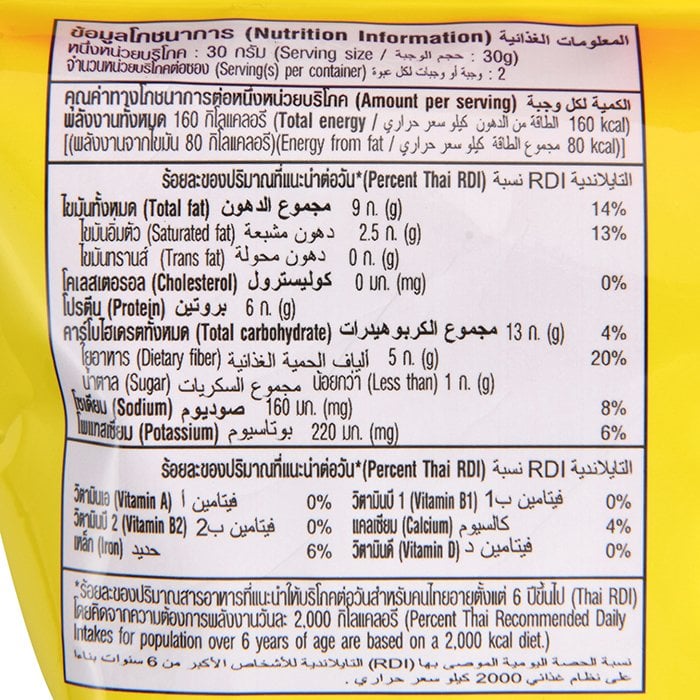 ข้อมูลโภชนาการ (Nutrition Information) المعلومات الغذائية
หนึ่งหน่วยบริโภค : 30 กรัม (Serving size / حجم الوجبة : 30g)
จำนวนหน่วยบริโภคต่อซอง (Serving(s) per container) وجبة أو وجبات لكل عبوة : 2
คุณค่าทางโภชนาการต่อหนึ่งหน่วยบริโภค (Amount per serving) الكمية لكل وجبة
พลังงานทั้งหมด 160 กิโลแคลอรี (Total energy / الطاقة من الدهون كيلو سعر حراري 160 kcal)
[(พลังงานจากไขมัน 80 กิโลแคลอรี)(Energy from fat / مجموع الطاقة كيلو سعر حراري 80 kcal)]
ร้อยละของปริมาณที่แนะนำต่อวัน*(Percent Thai RDI) نسبة RDI التايلاندية
ไขมันทั้งหมด (Total fat) مجموع الدهون 9 ก. (g) 14%
ไขมันอิ่มตัว (Saturated fat) دهون مشبعة 2.5 ก. (g) 13%
ไขมันทรานส์ (Trans fat) دهون محولة 0 ก. (g)
โคเลสเตอรอล (Cholesterol) كوليسترول 0 มก. (mg) 0%
โปรตีน (Protein) بروتين 6 ก. (g)
คาร์โบไฮเดรตทั้งหมด (Total carbohydrate) مجموع الكربوهيدرات 13 ก. (g) 4%
ใยอาหาร (Dietary fiber) ألياف الحمية الغذائية 5 ก. (g) 20%
น้ำตาล (Sugar) مجموع السكريات น้อยกว่า (Less than) 1 ก. (g)
โซเดียม (Sodium) صوديوم 160 มก. (mg) 8%
โพแทสเซียม (Potassium) بوتاسيوم 220 มก. (mg) 6%
ร้อยละของปริมาณที่แนะนำต่อวัน*(Percent Thai RDI) نسبة RDI التايلاندية
วิตามินเอ (Vitamin A) فيتامين أ 0% วิตามินบี 1 (Vitamin B1) فيتامين ب1 0%
วิตามินบี 2 (Vitamin B2) فيتامين ب2 0% แคลเซียม (Calcium) كالسيوم 4%
เหล็ก (Iron) حديد 6% วิตามินดี (Vitamin D) فيتامين د 0%
*ร้อยละของปริมาณสารอาหารที่แนะนำให้บริโภคต่อวันสำหรับคนไทยอายุตั้งแต่ 6 ปีขึ้นไป (Thai RDI)
โดยคิดจากความต้องการพลังงานวันละ 2,000 กิโลแคลอรี (Percent Thai Recommended Daily
Intakes for population over 6 years of age are based on a 2,000 kcal diet.)
نسبة الحصة اليومية الموصى بها (RDI) التايلاندية للأشخاص الأكبر من 6 سنوات بناءا
على نظام غذائي 2000 كيلو سعر حراري .